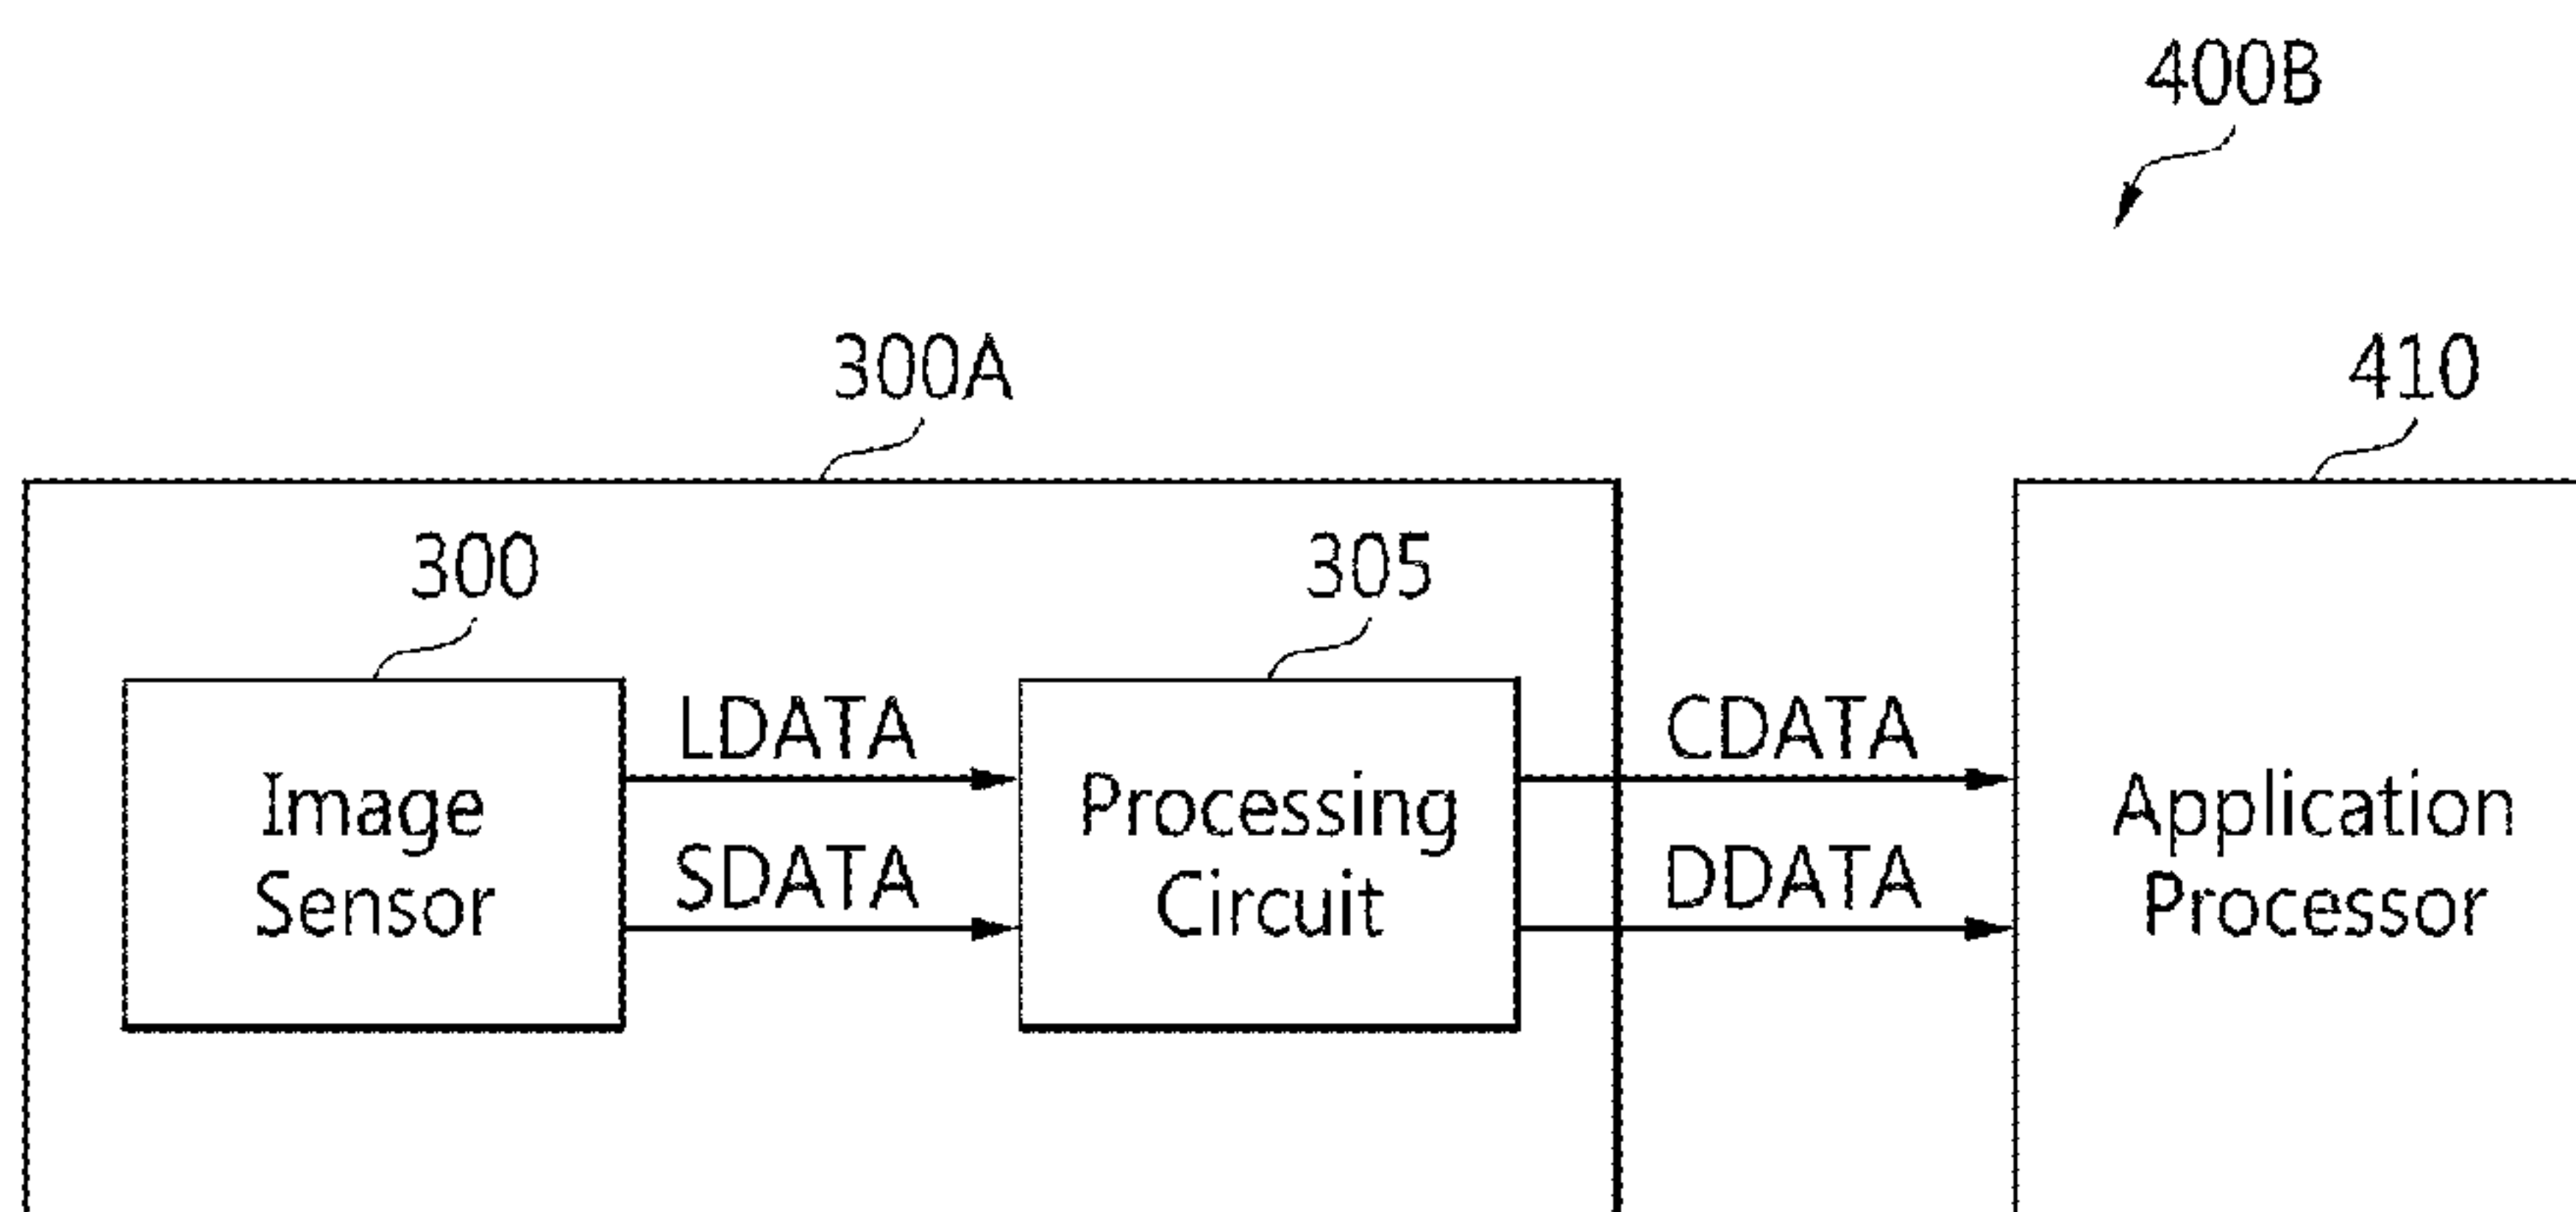 400B
300A
410
300
305
LDATA
CDATA
Image
Sensor
Processing
Circuit
Application
Processor
SDATA
DDATA